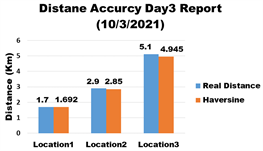 Distane Accurcy Day3 Report
(10/3/2021)
Distance (Km)
6
5
4
3
2
1
0
1.7 1.692
2.9 2.85
5.1 4.945
Location1 Location2 Location3
Real Distance
Haversine